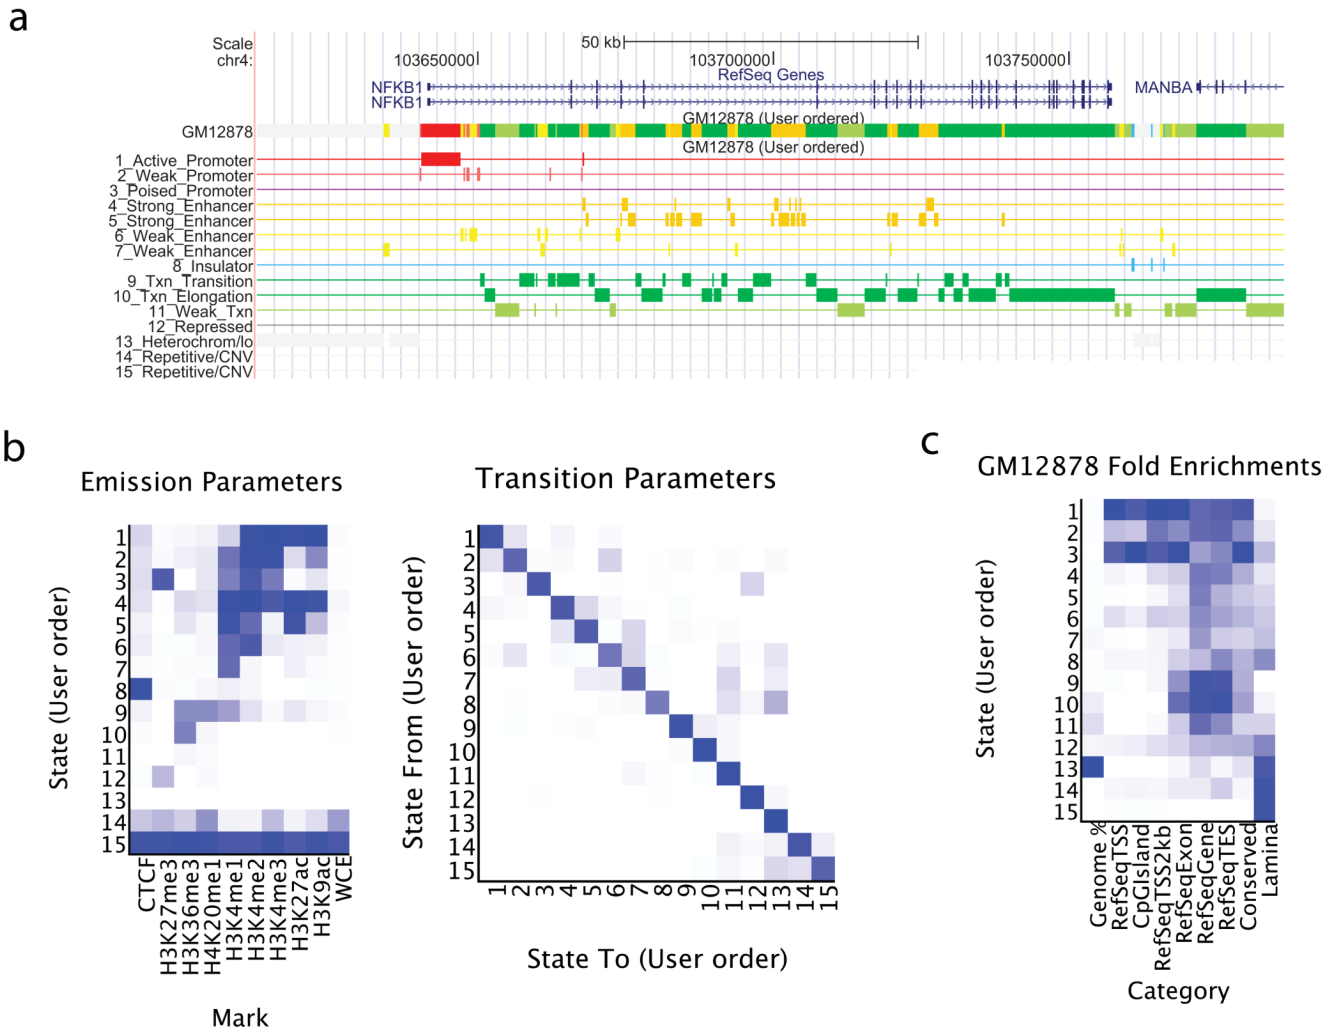 a
Scale
50 kb
chr4:
103650000
103700000
103750000
RefSeq Genes
NFKB1
MANBA
NFKB1
GM12878 (User ordered)
GM12878
GM12878 (User ordered)
1_Active_Promoter
2_Weak_Promoter
3_Poised_Promoter
4_Strong_Enhancer
5_Strong_Enhancer
6_Weak_Enhancer
7_Weak_Enhancer
8_Insulator
9_Txn_Transition
10_Txn_Elongation
11_Weak_Txn
12_Repressed
13_Heterochrom/lo
14_Repetitive/CNV
15_Repetitive/CNV
b
Emission Parameters
State (User order)
1
2
3
4
5
6
7
8
9
10
11
12
13
14
15
CTCF
H3K27me3
H3K36me3
H4K20me1
H3K4me1
H3K4me2
H3K4me3
H3K27ac
H3K9ac
WCE
Mark
Transition Parameters
State From (User order)
1
2
3
4
5
6
7
8
9
10
11
12
13
14
15
1
2
3
4
5
6
7
8
9
10
11
12
13
14
15
State To (User order)
c
GM12878 Fold Enrichments
State (User order)
1
2
3
4
5
6
7
8
9
10
11
12
13
14
15
Genome %
RefSeqTSS
CpGIsland
RefSeqTSS2kb
RefSeqExon
RefSeqGene
RefSeqTES
Conserved
Lamina
Category